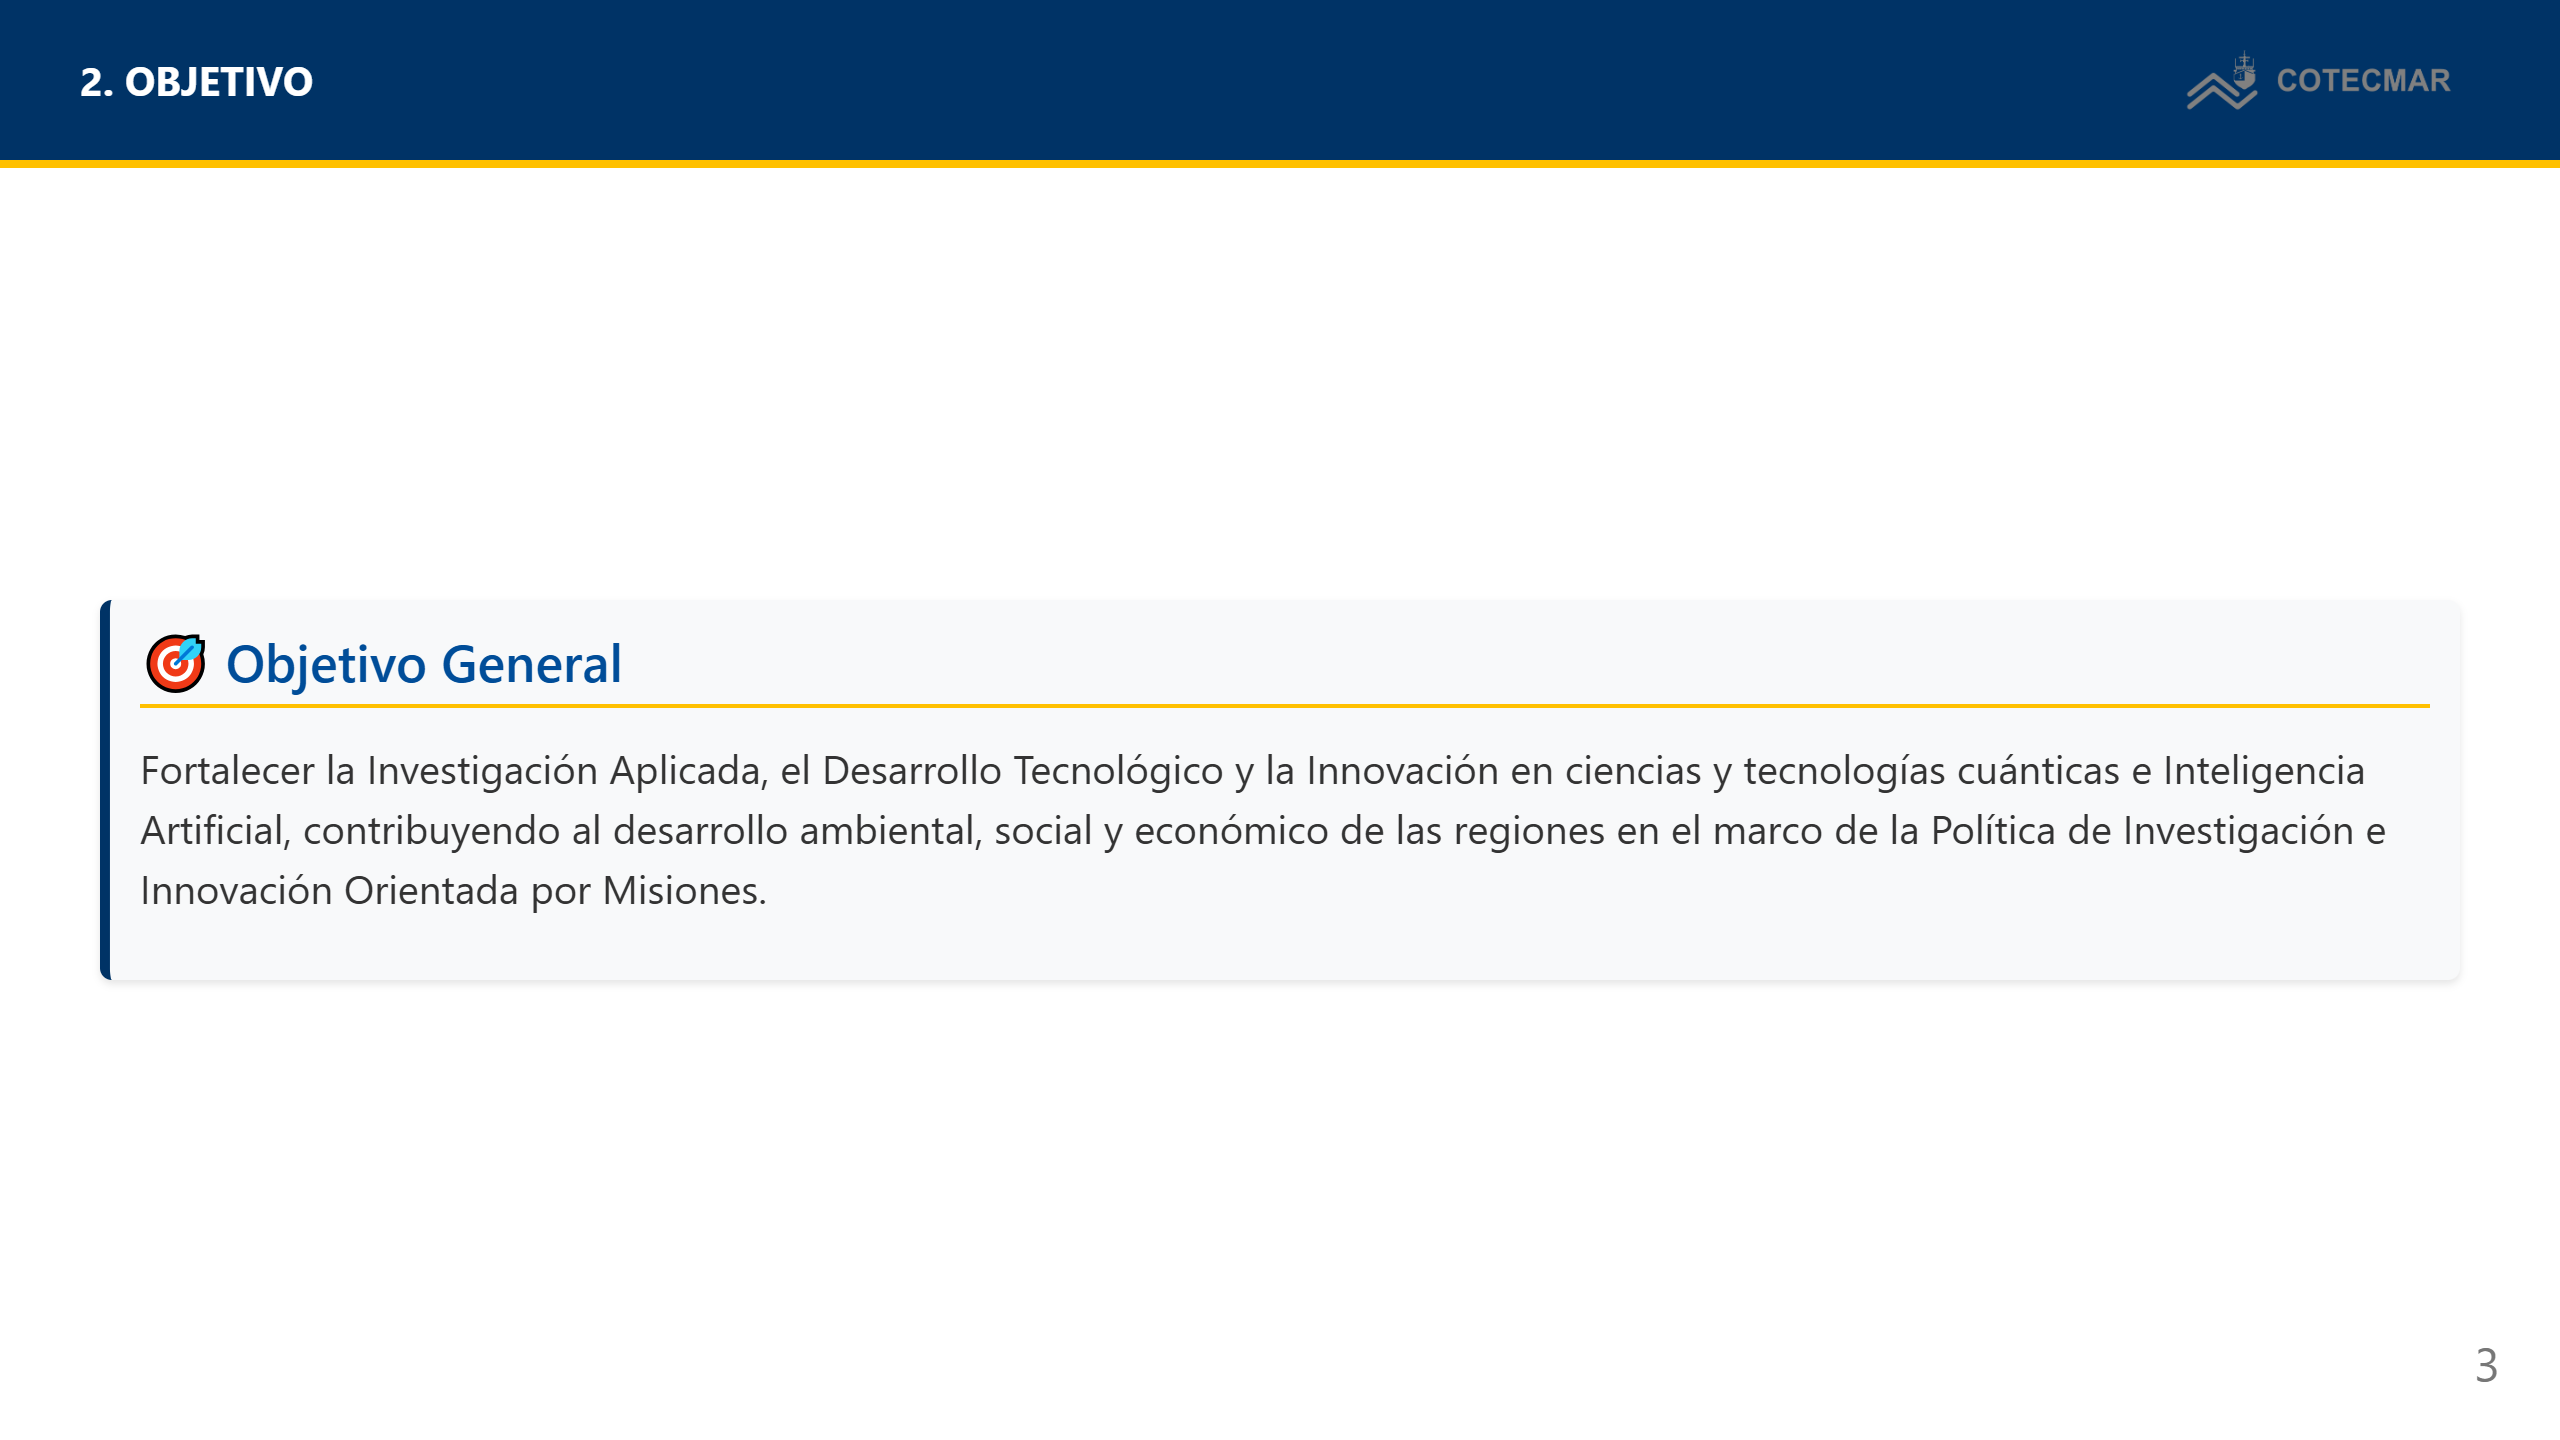 2. OBJETIVO
COTECMAR
Objetivo General
Fortalecer la Investigación Aplicada, el Desarrollo Tecnológico y la Innovación en ciencias y tecnologías cuánticas e Inteligencia
Artificial, contribuyendo al desarrollo ambiental, social y económico de las regiones en el marco de la Política de Investigación e
Innovación Orientada por Misiones.
3